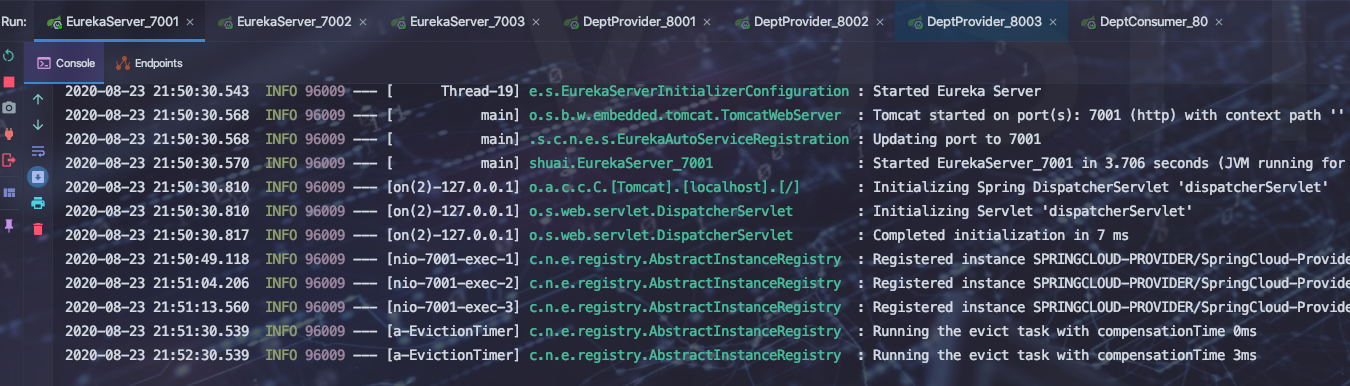 Run: EurekaServer_7001 × EurekaServer_7002 × EurekaServer_7003 × DeptProvider_8001 × DeptProvider_8002 × DeptProvider_8003 × DeptConsumer_80 ×
Console Endpoints
2020-08-23 21:50:30.543  INFO 96009 --- [      Thread-19] e.s.EurekaServerInitializerConfiguration : Started Eureka Server
2020-08-23 21:50:30.568  INFO 96009 --- [           main] o.s.b.w.embedded.tomcat.TomcatWebServer  : Tomcat started on port(s): 7001 (http) with context path ''
2020-08-23 21:50:30.568  INFO 96009 --- [           main] .s.c.n.e.s.EurekaAutoServiceRegistration : Updating port to 7001
2020-08-23 21:50:30.570  INFO 96009 --- [           main] shuai.EurekaServer_7001                  : Started EurekaServer_7001 in 3.706 seconds (JVM running for
2020-08-23 21:50:30.810  INFO 96009 --- [on(2)-127.0.0.1] o.a.c.c.C.[Tomcat].[localhost].[/]       : Initializing Spring DispatcherServlet 'dispatcherServlet'
2020-08-23 21:50:30.810  INFO 96009 --- [on(2)-127.0.0.1] o.s.web.servlet.DispatcherServlet        : Initializing Servlet 'dispatcherServlet'
2020-08-23 21:50:30.817  INFO 96009 --- [on(2)-127.0.0.1] o.s.web.servlet.DispatcherServlet        : Completed initialization in 7 ms
2020-08-23 21:50:49.118  INFO 96009 --- [nio-7001-exec-1] c.n.e.registry.AbstractInstanceRegistry  : Registered instance SPRINGCLOUD-PROVIDER/SpringCloud-Provide
2020-08-23 21:51:04.206  INFO 96009 --- [nio-7001-exec-2] c.n.e.registry.AbstractInstanceRegistry  : Registered instance SPRINGCLOUD-PROVIDER/SpringCloud-Provide
2020-08-23 21:51:13.560  INFO 96009 --- [nio-7001-exec-3] c.n.e.registry.AbstractInstanceRegistry  : Registered instance SPRINGCLOUD-PROVIDER/SpringCloud-Provide
2020-08-23 21:51:30.539  INFO 96009 --- [a-EvictionTimer] c.n.e.registry.AbstractInstanceRegistry  : Running the evict task with compensationTime 0ms
2020-08-23 21:52:30.539  INFO 96009 --- [a-EvictionTimer] c.n.e.registry.AbstractInstanceRegistry  : Running the evict task with compensationTime 3ms